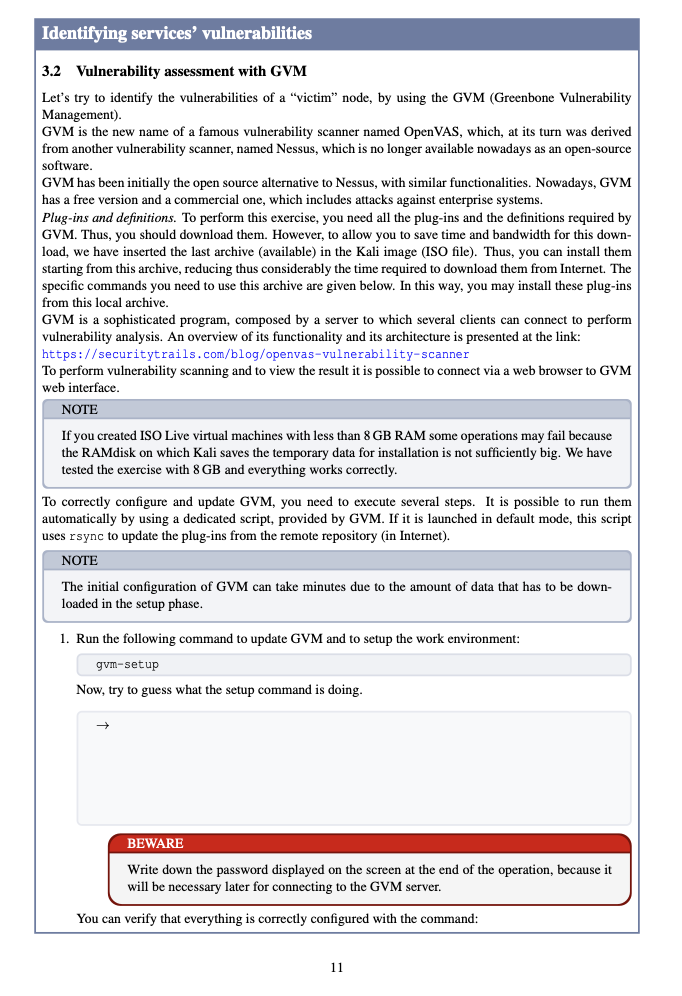 Identifying services’ vulnerabilities
3.2 Vulnerability assessment with GVM
Let’s try to identify the vulnerabilities of a “victim” node, by using the GVM (Greenbone Vulnerability
Management).
GVM is the new name of a famous vulnerability scanner named OpenVAS, which, at its turn was derived
from another vulnerability scanner, named Nessus, which is no longer available nowadays as an open-source
software.
GVM has been initially the open source alternative to Nessus, with similar functionalities. Nowadays, GVM
has a free version and a commercial one, which includes attacks against enterprise systems.
Plug-ins and definitions. To perform this exercise, you need all the plug-ins and the definitions required by
GVM. Thus, you should download them. However, to allow you to save time and bandwidth for this down-
load, we have inserted the last archive (available) in the Kali image (ISO file). Thus, you can install them
starting from this archive, reducing thus considerably the time required to download them from Internet. The
specific commands you need to use this archive are given below. In this way, you may install these plug-ins
from this local archive.
GVM is a sophisticated program, composed by a server to which several clients can connect to perform
vulnerability analysis. An overview of its functionality and its architecture is presented at the link:
https://securitytrails.com/blog/openvas-vulnerability-scanner
To perform vulnerability scanning and to view the result it is possible to connect via a web browser to GVM
web interface.
NOTE
If you created ISO Live virtual machines with less than 8 GB RAM some operations may fail because
the RAMdisk on which Kali saves the temporary data for installation is not sufficiently big. We have
tested the exercise with 8 GB and everything works correctly.
To correctly configure and update GVM, you need to execute several steps. It is possible to run them
automatically by using a dedicated script, provided by GVM. If it is launched in default mode, this script
uses rsync to update the plug-ins from the remote repository (in Internet).
NOTE
The initial configuration of GVM can take minutes due to the amount of data that has to be down-
loaded in the setup phase.
1. Run the following command to update GVM and to setup the work environment:
gvm-setup
Now, try to guess what the setup command is doing.
→
BEWARE
Write down the password displayed on the screen at the end of the operation, because it
will be necessary later for connecting to the GVM server.
You can verify that everything is correctly configured with the command:
11